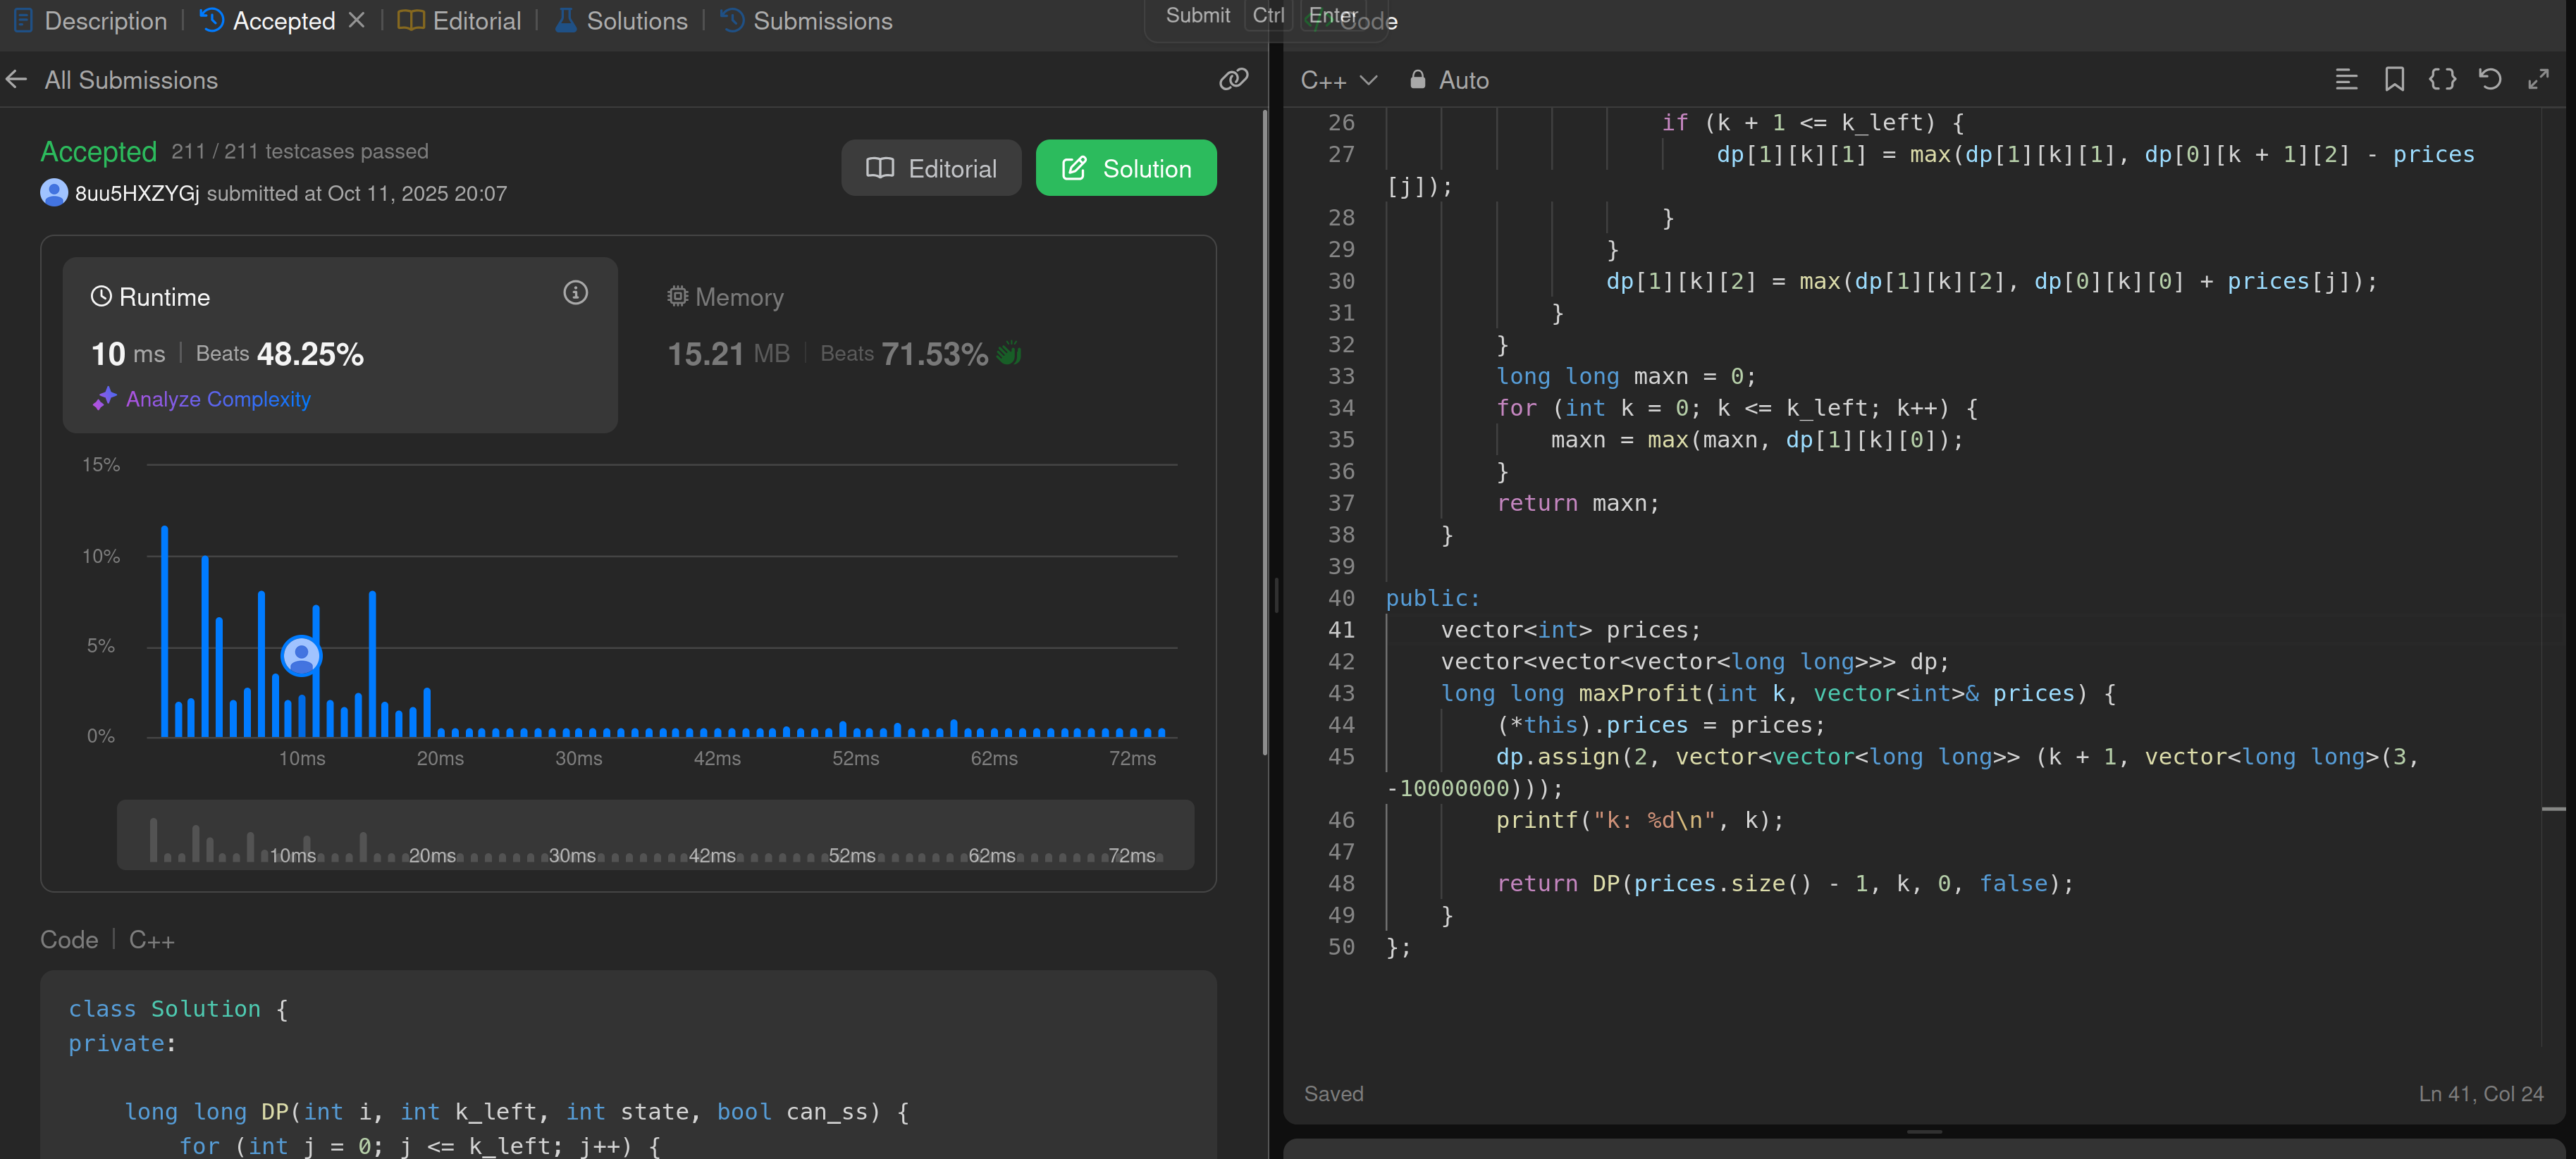 Description | Accepted × | Editorial | Solutions | Submissions
Submit Ctrl Enter
Code
All Submissions
Accepted 211 / 211 testcases passed
8uu5HXZYGj submitted at Oct 11, 2025 20:07
Editorial
Solution
Runtime
10 ms | Beats 48.25%
Analyze Complexity
Memory
15.21 MB | Beats 71.53%
15%
10%
5%
0%
10ms 20ms 30ms 42ms 52ms 62ms 72ms
10ms 20ms 30ms 42ms 52ms 62ms 72ms
Code | C++
class Solution {
private:
    long long DP(int i, int k_left, int state, bool can_ss) {
        for (int j = 0; j <= k_left; j++) {
C++ Auto
26                     if (k + 1 <= k_left) {
27                         dp[1][k][1] = max(dp[1][k][1], dp[0][k + 1][2] - prices
[j]);
28                     }
29                 }
30                 dp[1][k][2] = max(dp[1][k][2], dp[0][k][0] + prices[j]);
31             }
32         }
33         long long maxn = 0;
34         for (int k = 0; k <= k_left; k++) {
35             maxn = max(maxn, dp[1][k][0]);
36         }
37         return maxn;
38     }
39
40 public:
41     vector<int> prices;
42     vector<vector<vector<long long>>> dp;
43     long long maxProfit(int k, vector<int>& prices) {
44         (*this).prices = prices;
45         dp.assign(2, vector<vector<long long>> (k + 1, vector<long long>(3,
-10000000)));
46         printf("k: %d\n", k);
47
48         return DP(prices.size() - 1, k, 0, false);
49     }
50 };
Saved
Ln 41, Col 24